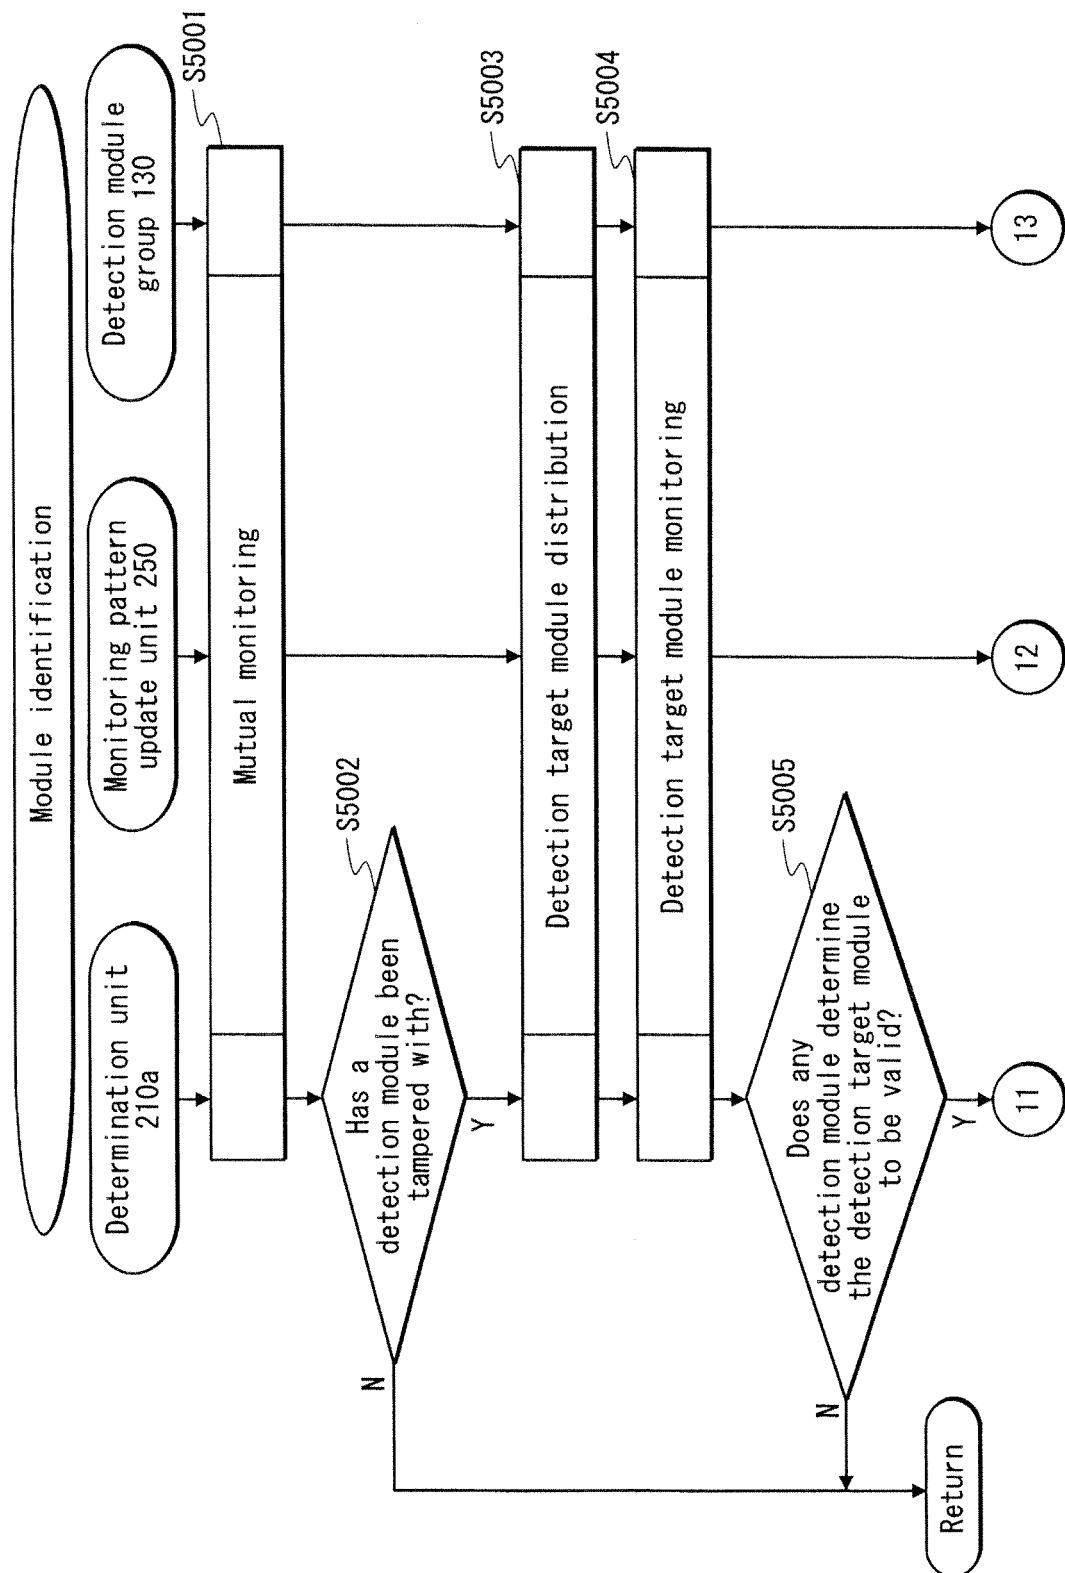 Module identification
Determination unit
210a
Monitoring pattern
update unit 250
Detection module
group 130
S5001
Mutual monitoring
S5002
Has a
detection module been
tampered with?
N
Y
S5003
Detection target module distribution
S5004
Detection target module monitoring
S5005
Does any
detection module determine
the detection target module
to be valid?
N
Y
Return
11
12
13